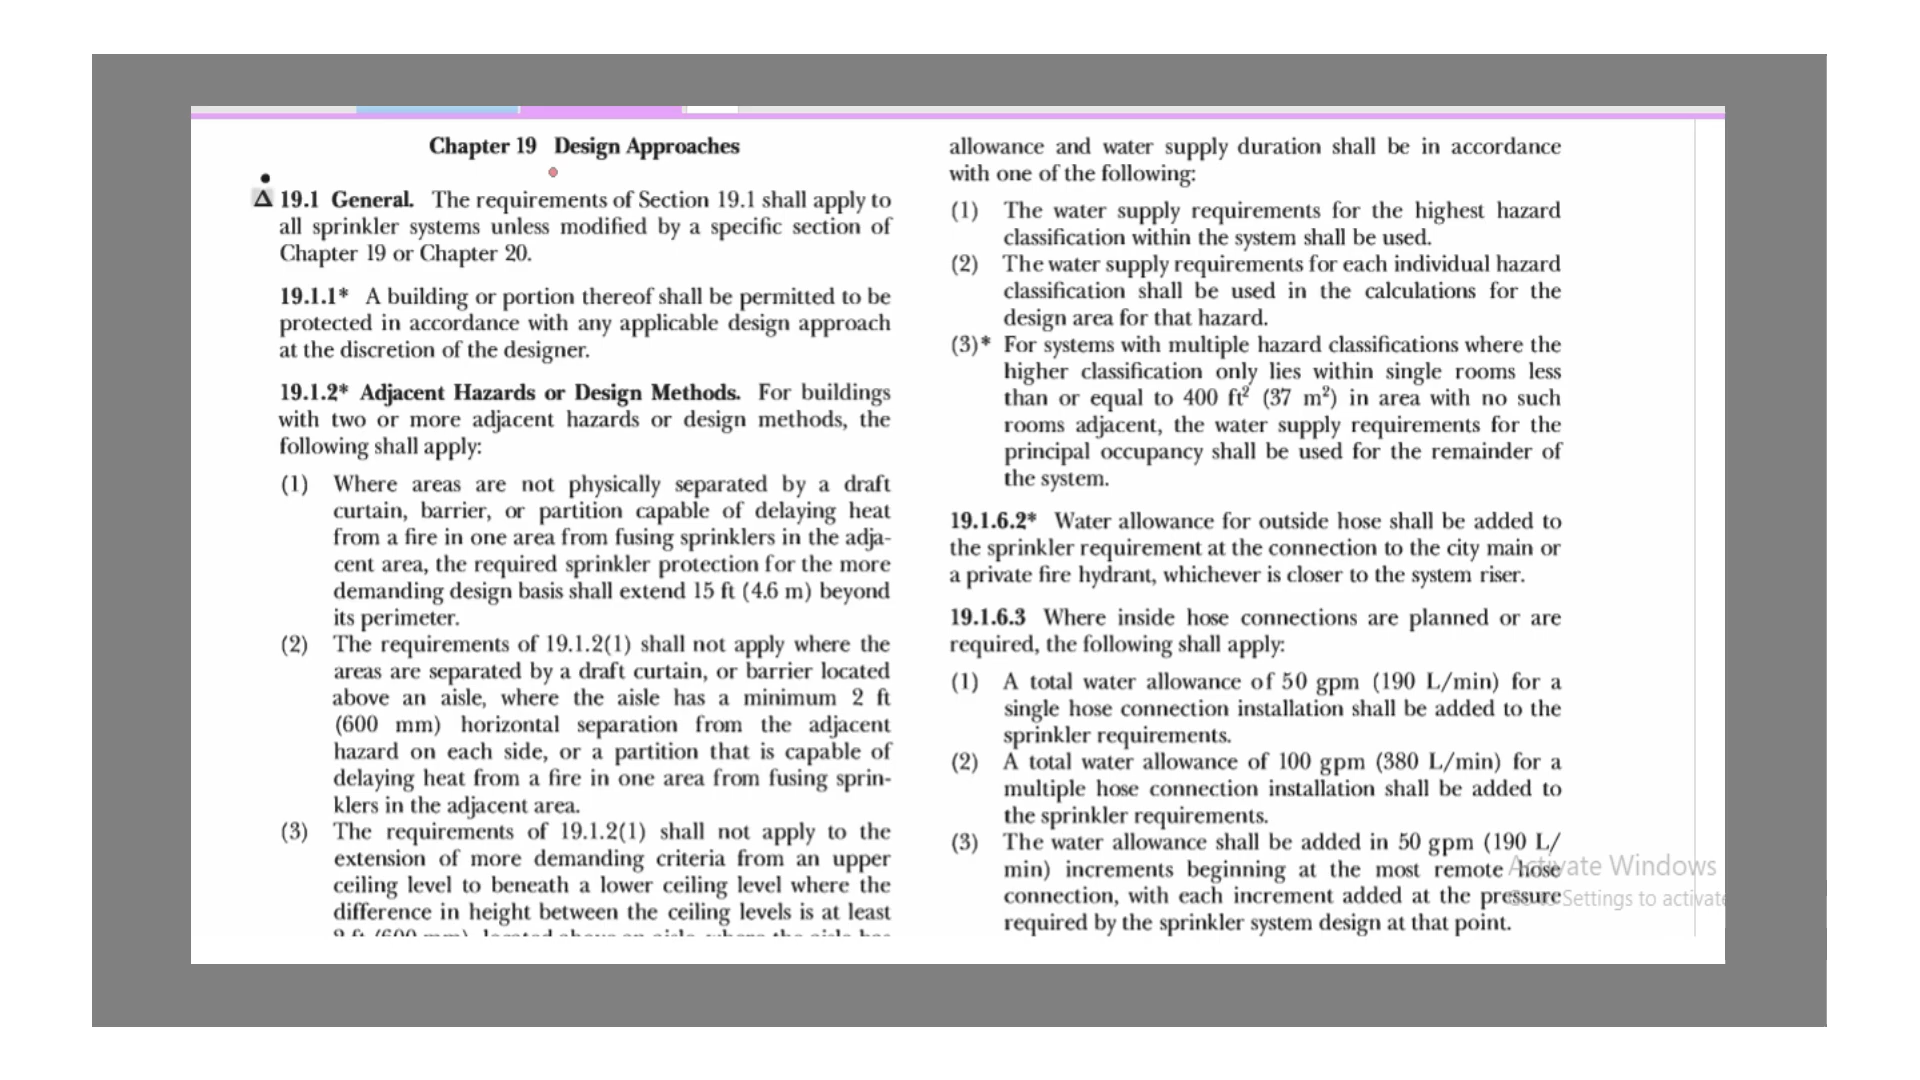 Chapter 19 Design Approaches
Δ 19.1 General. The requirements of Section 19.1 shall apply to
all sprinkler systems unless modified by a specific section of
Chapter 19 or Chapter 20.
19.1.1* A building or portion thereof shall be permitted to be
protected in accordance with any applicable design approach
at the discretion of the designer.
19.1.2* Adjacent Hazards or Design Methods. For buildings
with two or more adjacent hazards or design methods, the
following shall apply:
(1) Where areas are not physically separated by a draft
curtain, barrier, or partition capable of delaying heat
from a fire in one area from fusing sprinklers in the adja-
cent area, the required sprinkler protection for the more
demanding design basis shall extend 15 ft (4.6 m) beyond
its perimeter.
(2) The requirements of 19.1.2(1) shall not apply where the
areas are separated by a draft curtain, or barrier located
above an aisle, where the aisle has a minimum 2 ft
(600 mm) horizontal separation from the adjacent
hazard on each side, or a partition that is capable of
delaying heat from a fire in one area from fusing sprin-
klers in the adjacent area.
(3) The requirements of 19.1.2(1) shall not apply to the
extension of more demanding criteria from an upper
ceiling level to beneath a lower ceiling level where the
difference in height between the ceiling levels is at least
2 ft (600 mm), located above an aisle, where the aisle has
allowance and water supply duration shall be in accordance
with one of the following:
(1) The water supply requirements for the highest hazard
classification within the system shall be used.
(2) The water supply requirements for each individual hazard
classification shall be used in the calculations for the
design area for that hazard.
(3)* For systems with multiple hazard classifications where the
higher classification only lies within single rooms less
than or equal to 400 ft² (37 m²) in area with no such
rooms adjacent, the water supply requirements for the
principal occupancy shall be used for the remainder of
the system.
19.1.6.2* Water allowance for outside hose shall be added to
the sprinkler requirement at the connection to the city main or
a private fire hydrant, whichever is closer to the system riser.
19.1.6.3 Where inside hose connections are planned or are
required, the following shall apply:
(1) A total water allowance of 50 gpm (190 L/min) for a
single hose connection installation shall be added to the
sprinkler requirements.
(2) A total water allowance of 100 gpm (380 L/min) for a
multiple hose connection installation shall be added to
the sprinkler requirements.
(3) The water allowance shall be added in 50 gpm (190 L/
min) increments beginning at the most remote hose
connection, with each increment added at the pressure
required by the sprinkler system design at that point.
Activate Windows
Settings to activate